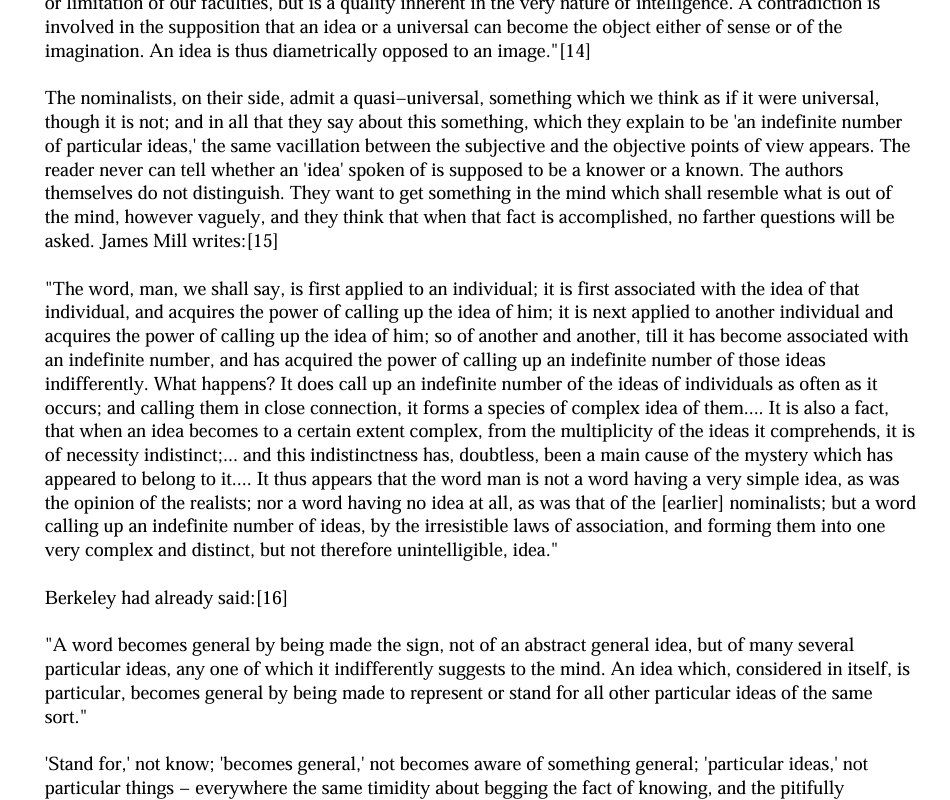 or limitation of our faculties, but is a quality inherent in the very nature of intelligence. A contradiction is
involved in the supposition that an idea or a universal can become the object either of sense or of the
imagination. An idea is thus diametrically opposed to an image."[14]
The nominalists, on their side, admit a quasi−universal, something which we think as if it were universal,
though it is not; and in all that they say about this something, which they explain to be 'an indefinite number
of particular ideas,' the same vacillation between the subjective and the objective points of view appears. The
reader never can tell whether an 'idea' spoken of is supposed to be a knower or a known. The authors
themselves do not distinguish. They want to get something in the mind which shall resemble what is out of
the mind, however vaguely, and they think that when that fact is accomplished, no farther questions will be
asked. James Mill writes:[15]
"The word, man, we shall say, is first applied to an individual; it is first associated with the idea of that
individual, and acquires the power of calling up the idea of him; it is next applied to another individual and
acquires the power of calling up the idea of him; so of another and another, till it has become associated with
an indefinite number, and has acquired the power of calling up an indefinite number of those ideas
indifferently. What happens? It does call up an indefinite number of the ideas of individuals as often as it
occurs; and calling them in close connection, it forms a species of complex idea of them.... It is also a fact,
that when an idea becomes to a certain extent complex, from the multiplicity of the ideas it comprehends, it is
of necessity indistinct;... and this indistinctness has, doubtless, been a main cause of the mystery which has
appeared to belong to it.... It thus appears that the word man is not a word having a very simple idea, as was
the opinion of the realists; nor a word having no idea at all, as was that of the [earlier] nominalists; but a word
calling up an indefinite number of ideas, by the irresistible laws of association, and forming them into one
very complex and distinct, but not therefore unintelligible, idea."
Berkeley had already said:[16]
"A word becomes general by being made the sign, not of an abstract general idea, but of many several
particular ideas, any one of which it indifferently suggests to the mind. An idea which, considered in itself, is
particular, becomes general by being made to represent or stand for all other particular ideas of the same
sort."
'Stand for,' not know; 'becomes general,' not becomes aware of something general; 'particular ideas,' not
particular things − everywhere the same timidity about begging the fact of knowing, and the pitifully